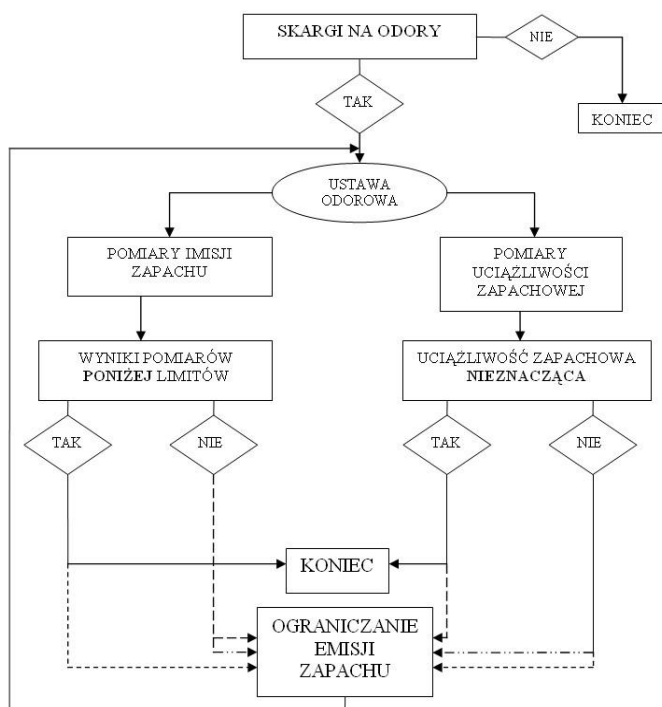 SKARGI NA ODORY
NIE
TAK
KONIEC
USTAWA
ODOROWA
POMIARY IMISJI
ZAPACHU
POMIARY
UCIĄŻLIWOŚCI
ZAPACHOWEJ
WYNIKI POMIARÓW
PONIŻEJ LIMITÓW
UCIĄŻLIWOŚĆ ZAPACHOWA
NIEZNACZĄCA
TAK
NIE
TAK
NIE
KONIEC
OGRANICZANIE
EMISJI
ZAPACHU